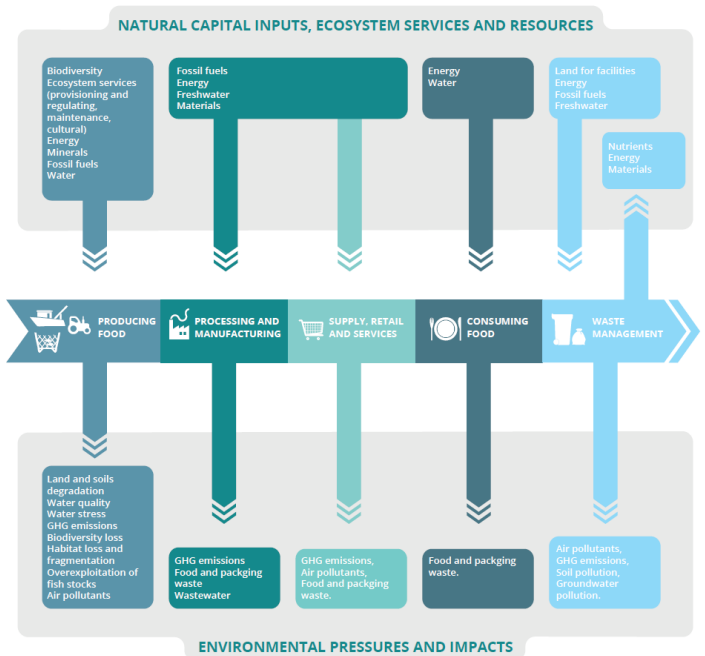 NATURAL CAPITAL INPUTS, ECOSYSTEM SERVICES AND RESOURCES
Biodiversity
Ecosystem services
(provisioning and
regulating,
maintenance,
cultural)
Energy
Minerals
Fossil fuels
Water
Fossil fuels
Energy
Freshwater
Materials
Energy
Water
Land for facilities
Energy
Fossil fuels
Freshwater
Nutrients
Energy
Materials
PRODUCING
FOOD
PROCESSING AND
MANUFACTURING
SUPPLY, RETAIL
AND SERVICES
CONSUMING
FOOD
WASTE
MANAGEMENT
Land and soils
degradation
Water quality
Water stress
GHG emissions
Biodiversity loss
Habitat loss and
fragmentation
Overexploitation of
fish stocks
Air pollutants
GHG emissions
Food and packging
waste
Wastewater
GHG emissions,
Air pollutants,
Food and packging
waste.
Food and packging
waste.
Air pollutants,
GHG emissions,
Soil pollution,
Groundwater
pollution.
ENVIRONMENTAL PRESSURES AND IMPACTS